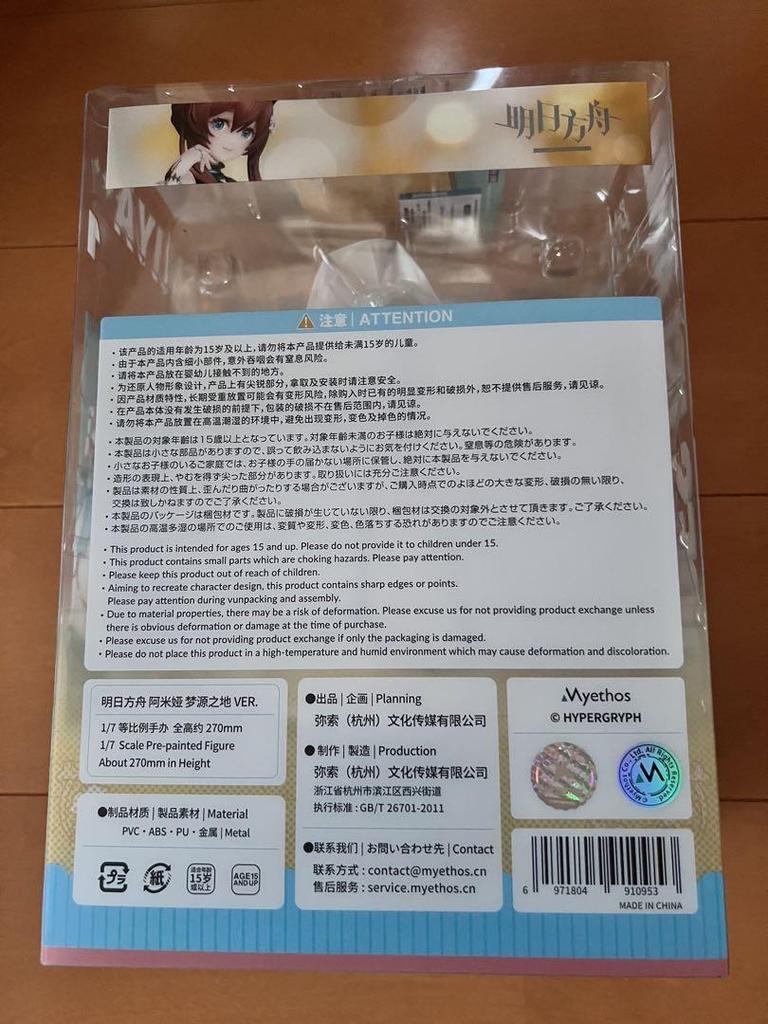 明日方舟
注意 | ATTENTION
• 该产品的适用年龄为15岁及以上,请勿将本产品提供给未满15岁的儿童。
• 由于本产品内含细小部件,意外吞咽会有窒息风险。
• 请将本产品放在婴幼儿接触不到的地方。
• 为还原人物形象设计,产品上有尖锐部分,拿取及安装时请注意安全。
• 因产品材质特性,长期受重放置可能会有变形风险,除购入时已有的明显变形和破损外,恕不提供售后服务,请见谅。
• 在产品本体没有发生破损的前提下,包装的破损不在售后范围内,请见谅。
• 请勿将本产品放置在高温潮湿的环境中,避免出现变形、变色及掉色的情况。
• 本製品の対象年齢は15歳以上となっています。対象年齢未満のお子様は絶対に与えないでください。
• 本製品は小さな部品がありますので、誤って飲み込まないようにお気を付けください。窒息等の危険があります。
• 小さなお子様のいるご家庭では、お子様の手の届かない場所に保管し、絶対に本製品を与えないでください。
• 造形の表現上、やむを得ず尖った部分があります。取り扱いには充分ご注意ください。
• 製品は素材の性質上、歪んだり曲がったりする場合がございますが、ご購入時点でのよほどの大きな変形、破損の無い限り、
交換は致しかねますのでご了承ください。
• 本製品のパッケージは梱包材です。製品に破損が生じていない限り、梱包材は交換の対象外とさせて頂きます。ご了承ください。
• 本製品の高温多湿の場所でのご使用は、変質や変形、変色、色落ちする恐れがありますのでご注意ください。
• This product is intended for ages 15 and up. Please do not provide it to children under 15.
• This product contains small parts which are choking hazards. Please pay attention.
• Please keep this product out of reach of children.
• Aiming to recreate character design, this product contains sharp edges or points.
Please pay attention during vunpacking and assembly.
• Due to material properties, there may be a risk of deformation. Please excuse us for not providing product exchange unless
there is obvious deformation or damage at the time of purchase.
• Please excuse us for not providing product exchange if only the packaging is damaged.
• Please do not place this product in a high-temperature and humid environment which may cause deformation and discoloration.
明日方舟 阿米娅 梦源之地 VER.
1/7 等比例手办 全高约 270mm
1/7 Scale Pre-painted Figure
About 270mm in Height
●制品材质 | 製品素材 | Material
PVC・ABS・PU・金属 | Metal
プラ
紙
适合年龄
15岁
或以上
AGE15
AND UP
●出品 | 企画 | Planning
弥索(杭州)文化传媒有限公司
●制作 | 製造 | Production
弥索(杭州)文化传媒有限公司
浙江省杭州市滨江区西兴街道
执行标准 : GB/T 26701-2011
●联系我们 | お問い合わせ先 | Contact
联系方式 : contact@myethos.cn
售后服务 : service.myethos.cn
Myethos
© HYPERGRYPH
©Myethos Co., Ltd. All Rights Reserved
6 971804 910953
MADE IN CHINA